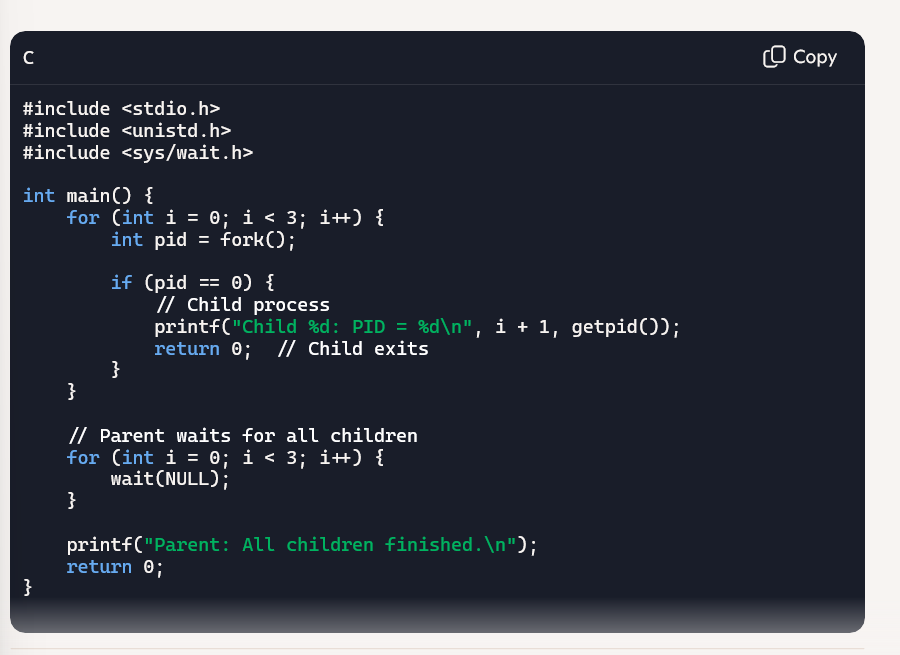 C
Copy
#include <stdio.h>
#include <unistd.h>
#include <sys/wait.h>
int main() {
    for (int i = 0; i < 3; i++) {
        int pid = fork();
        if (pid == 0) {
            // Child process
            printf("Child %d: PID = %d\n", i + 1, getpid());
            return 0;  // Child exits
        }
    }
    // Parent waits for all children
    for (int i = 0; i < 3; i++) {
        wait(NULL);
    }
    printf("Parent: All children finished.\n");
    return 0;
}